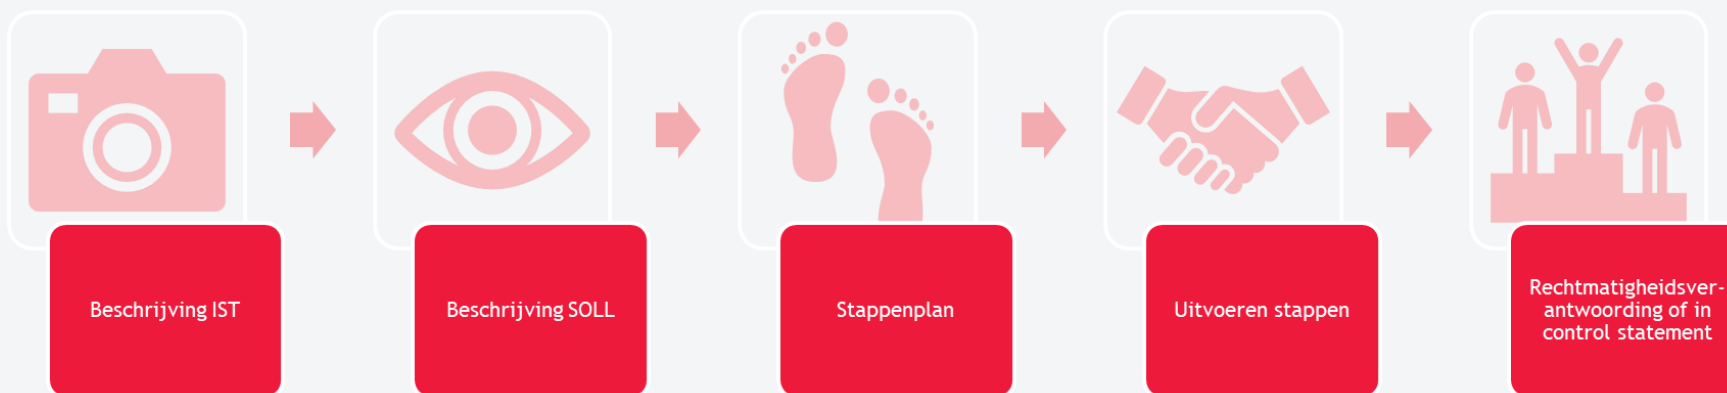 Beschrijving IST
Beschrijving SOLL
Stappenplan
Uitvoeren stappen
Rechtmatigheidsver-
antwoording of in
control statement